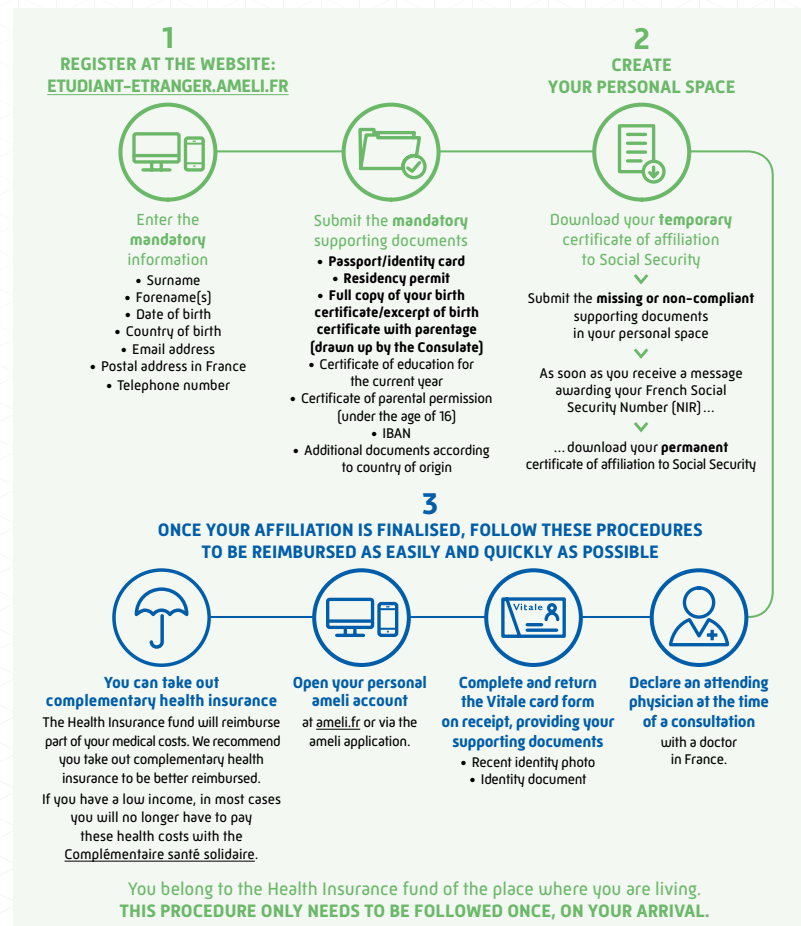 1
REGISTER AT THE WEBSITE:
ETUDIANT-ETRANGER.AMELI.FR
Enter the
mandatory
information
• Surname
• Forename(s)
• Date of birth
• Country of birth
• Email address
• Postal address in France
• Telephone number
Submit the mandatory
supporting documents
• Passport/identity card
• Residency permit
• Full copy of your birth
certificate/excerpt of birth
certificate with parentage
(drawn up by the Consulate)
• Certificate of education for
the current year
• Certificate of parental permission
(under the age of 16)
• IBAN
• Additional documents according
to country of origin
2
CREATE
YOUR PERSONAL SPACE
Download your temporary
certificate of affiliation
to Social Security
Submit the missing or non-compliant
supporting documents
in your personal space
As soon as you receive a message
awarding your French Social
Security Number (NIR)...
...download your permanent
certificate of affiliation to Social Security
3
ONCE YOUR AFFILIATION IS FINALISED, FOLLOW THESE PROCEDURES
TO BE REIMBURSED AS EASILY AND QUICKLY AS POSSIBLE
You can take out
complementary health insurance
The Health Insurance fund will reimburse
part of your medical costs. We recommend
you take out complementary health
insurance to be better reimbursed.
If you have a low income, in most cases
you will no longer have to pay
these health costs with the
Complémentaire santé solidaire.
Open your personal
ameli account
at ameli.fr or via the
ameli application.
Vitale
Complete and return
the Vitale card form
on receipt, providing your
supporting documents
• Recent identity photo
• Identity document
Declare an attending
physician at the time
of a consultation
with a doctor
in France.
You belong to the Health Insurance fund of the place where you are living.
THIS PROCEDURE ONLY NEEDS TO BE FOLLOWED ONCE, ON YOUR ARRIVAL.